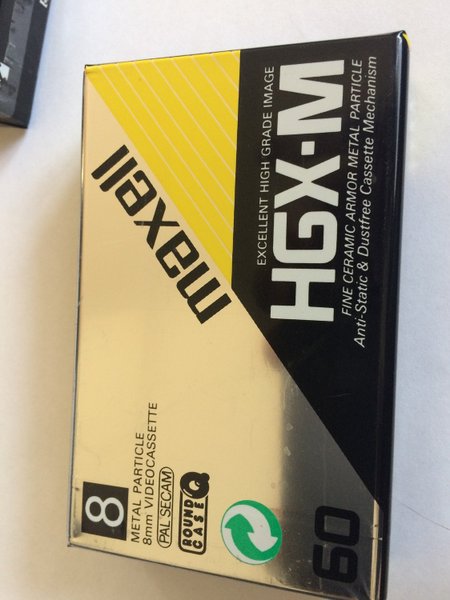 maxell
EXCELLENT HIGH GRADE IMAGE
HGX-M
FINE CERAMIC ARMOR METAL PARTICLE
Anti-Static & Dustfree Cassette Mechanism
8
METAL PARTICLE
8mm VIDEOCASSETTE
PAL SECAM
ROUND
CASE
60